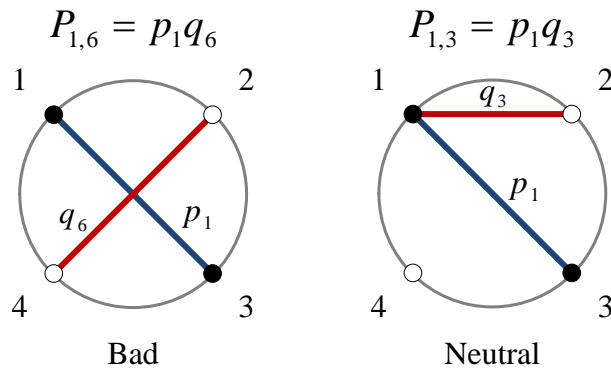 P1,6 = p1q6
P1,3 = p1q3
1 2
1 2
q3
q6 p1
p1
4 3
4 3
Bad
Neutral